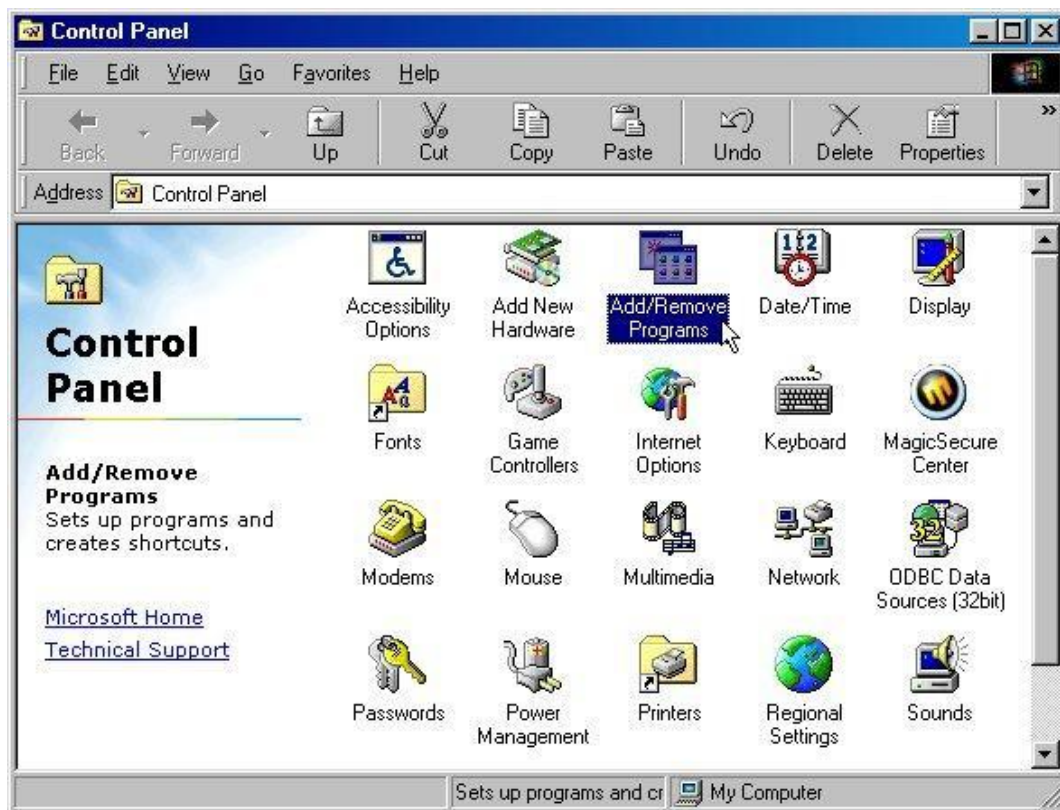 Control Panel
File Edit View Go Favorites Help
Back Forward Up Cut Copy Paste Undo Delete Properties »
Address Control Panel
Control
Panel
Add/Remove
Programs
Sets up programs and
creates shortcuts.
Microsoft Home
Technical Support
Accessibility
Options
Add New
Hardware
Add/Remove
Programs
Date/Time
Display
Fonts
Game
Controllers
Internet
Options
Keyboard
MagicSecure
Center
Modems
Mouse
Multimedia
Network
ODBC Data
Sources (32bit)
Passwords
Power
Management
Printers
Regional
Settings
Sounds
Sets up programs and cr My Computer